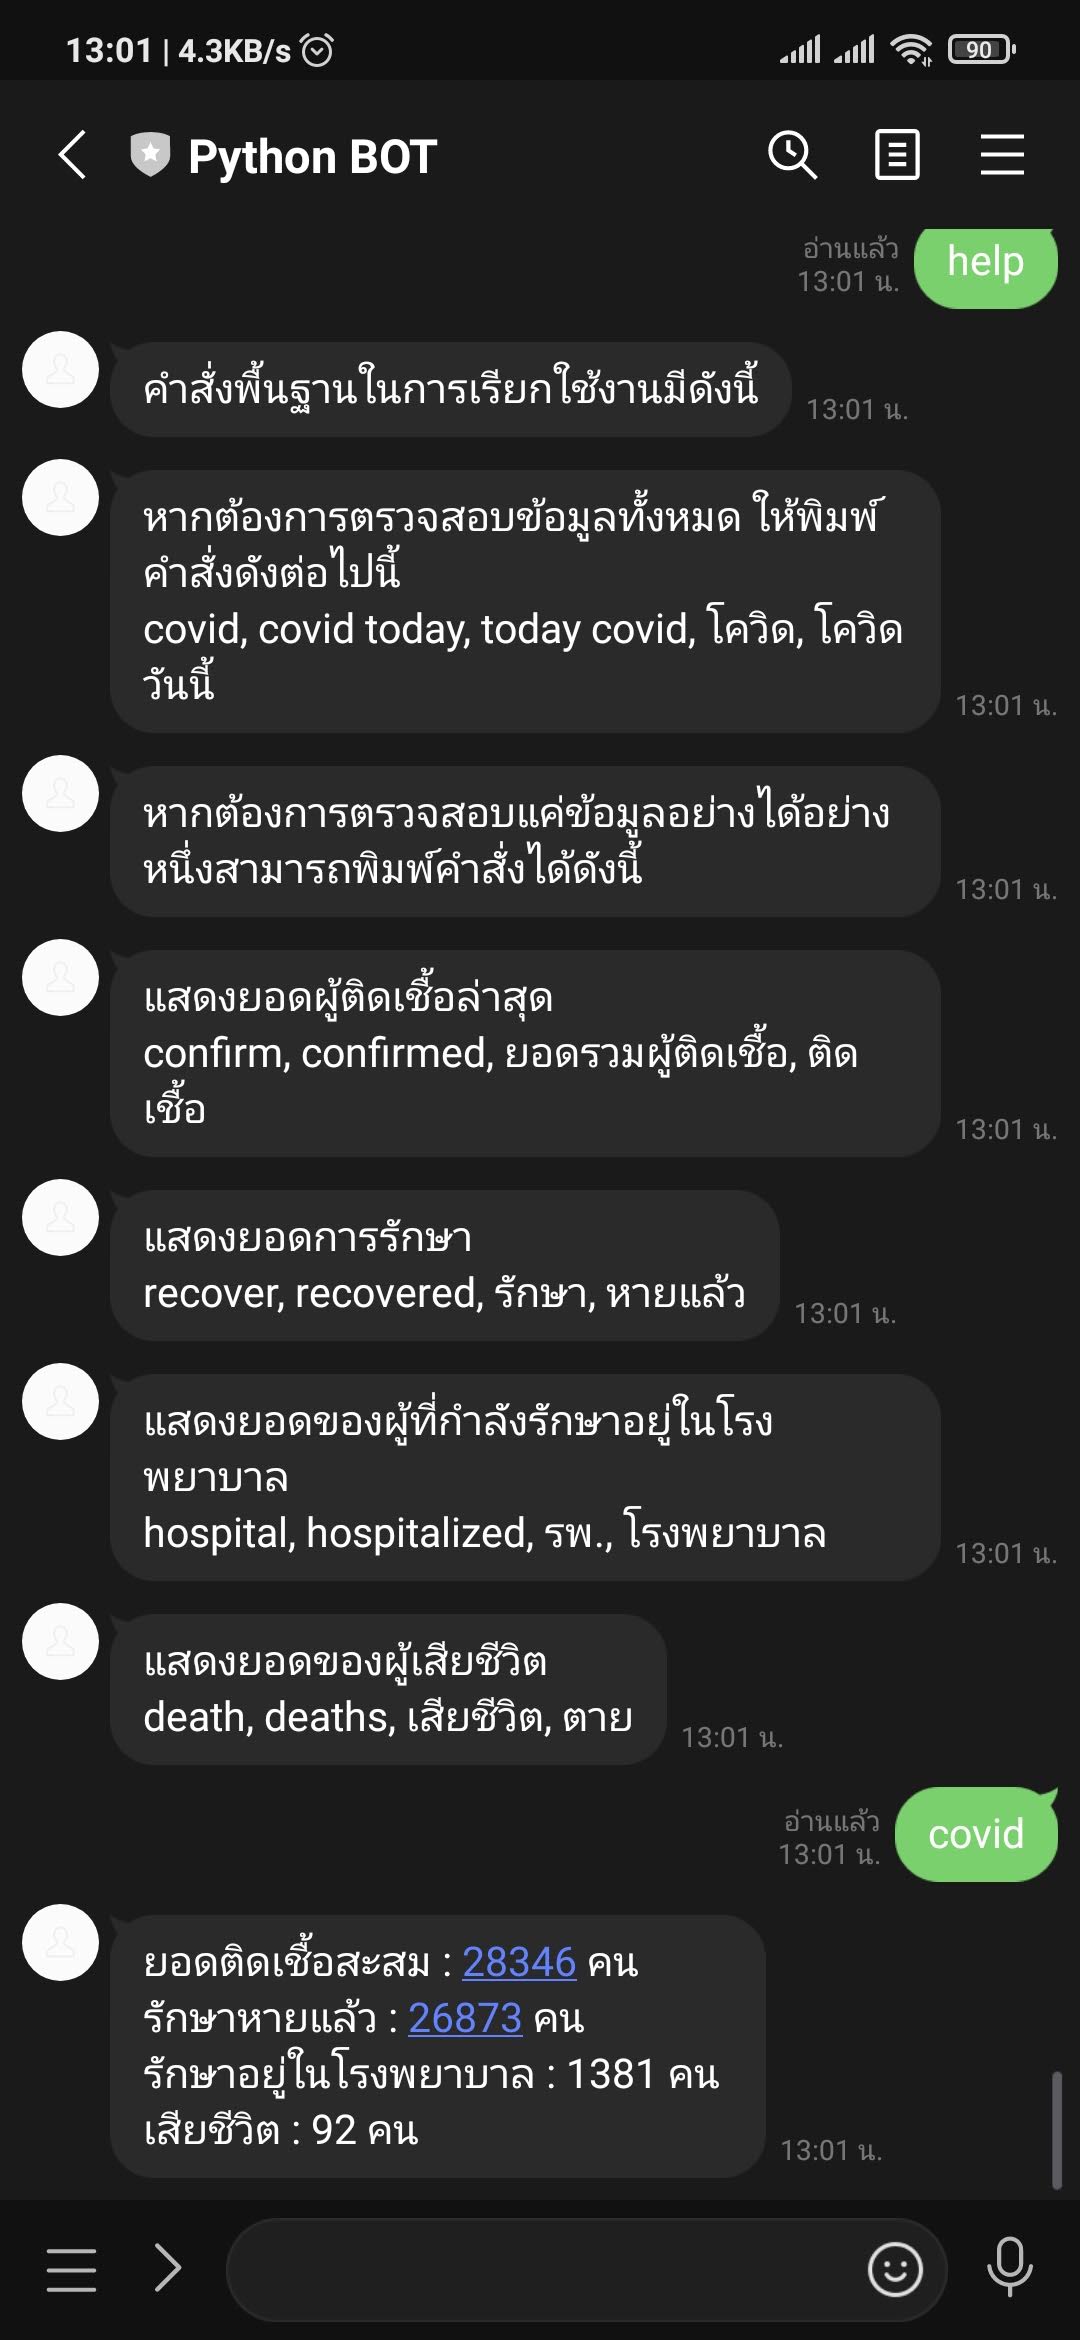 13:01 | 4.3KB/s
90
Python BOT
อ่านแล้ว
13:01 น.
help
คำสั่งพื้นฐานในการเรียกใช้งานมีดังนี้
13:01 น.
หากต้องการตรวจสอบข้อมูลทั้งหมด ให้พิมพ์
คำสั่งดังต่อไปนี้
covid, covid today, today covid, โควิด, โควิด
วันนี้
13:01 น.
หากต้องการตรวจสอบแค่ข้อมูลอย่างได้อย่าง
หนึ่งสามารถพิมพ์คำสั่งได้ดังนี้
13:01 น.
แสดงยอดผู้ติดเชื้อล่าสุด
confirm, confirmed, ยอดรวมผู้ติดเชื้อ, ติด
เชื้อ
13:01 น.
แสดงยอดการรักษา
recover, recovered, รักษา, หายแล้ว
13:01 น.
แสดงยอดของผู้ที่กำลังรักษาอยู่ในโรง
พยาบาล
hospital, hospitalized, รพ., โรงพยาบาล
13:01 น.
แสดงยอดของผู้เสียชีวิต
death, deaths, เสียชีวิต, ตาย
13:01 น.
อ่านแล้ว
13:01 น.
covid
ยอดติดเชื้อสะสม : 28346 คน
รักษาหายแล้ว : 26873 คน
รักษาอยู่ในโรงพยาบาล : 1381 คน
เสียชีวิต : 92 คน
13:01 น.